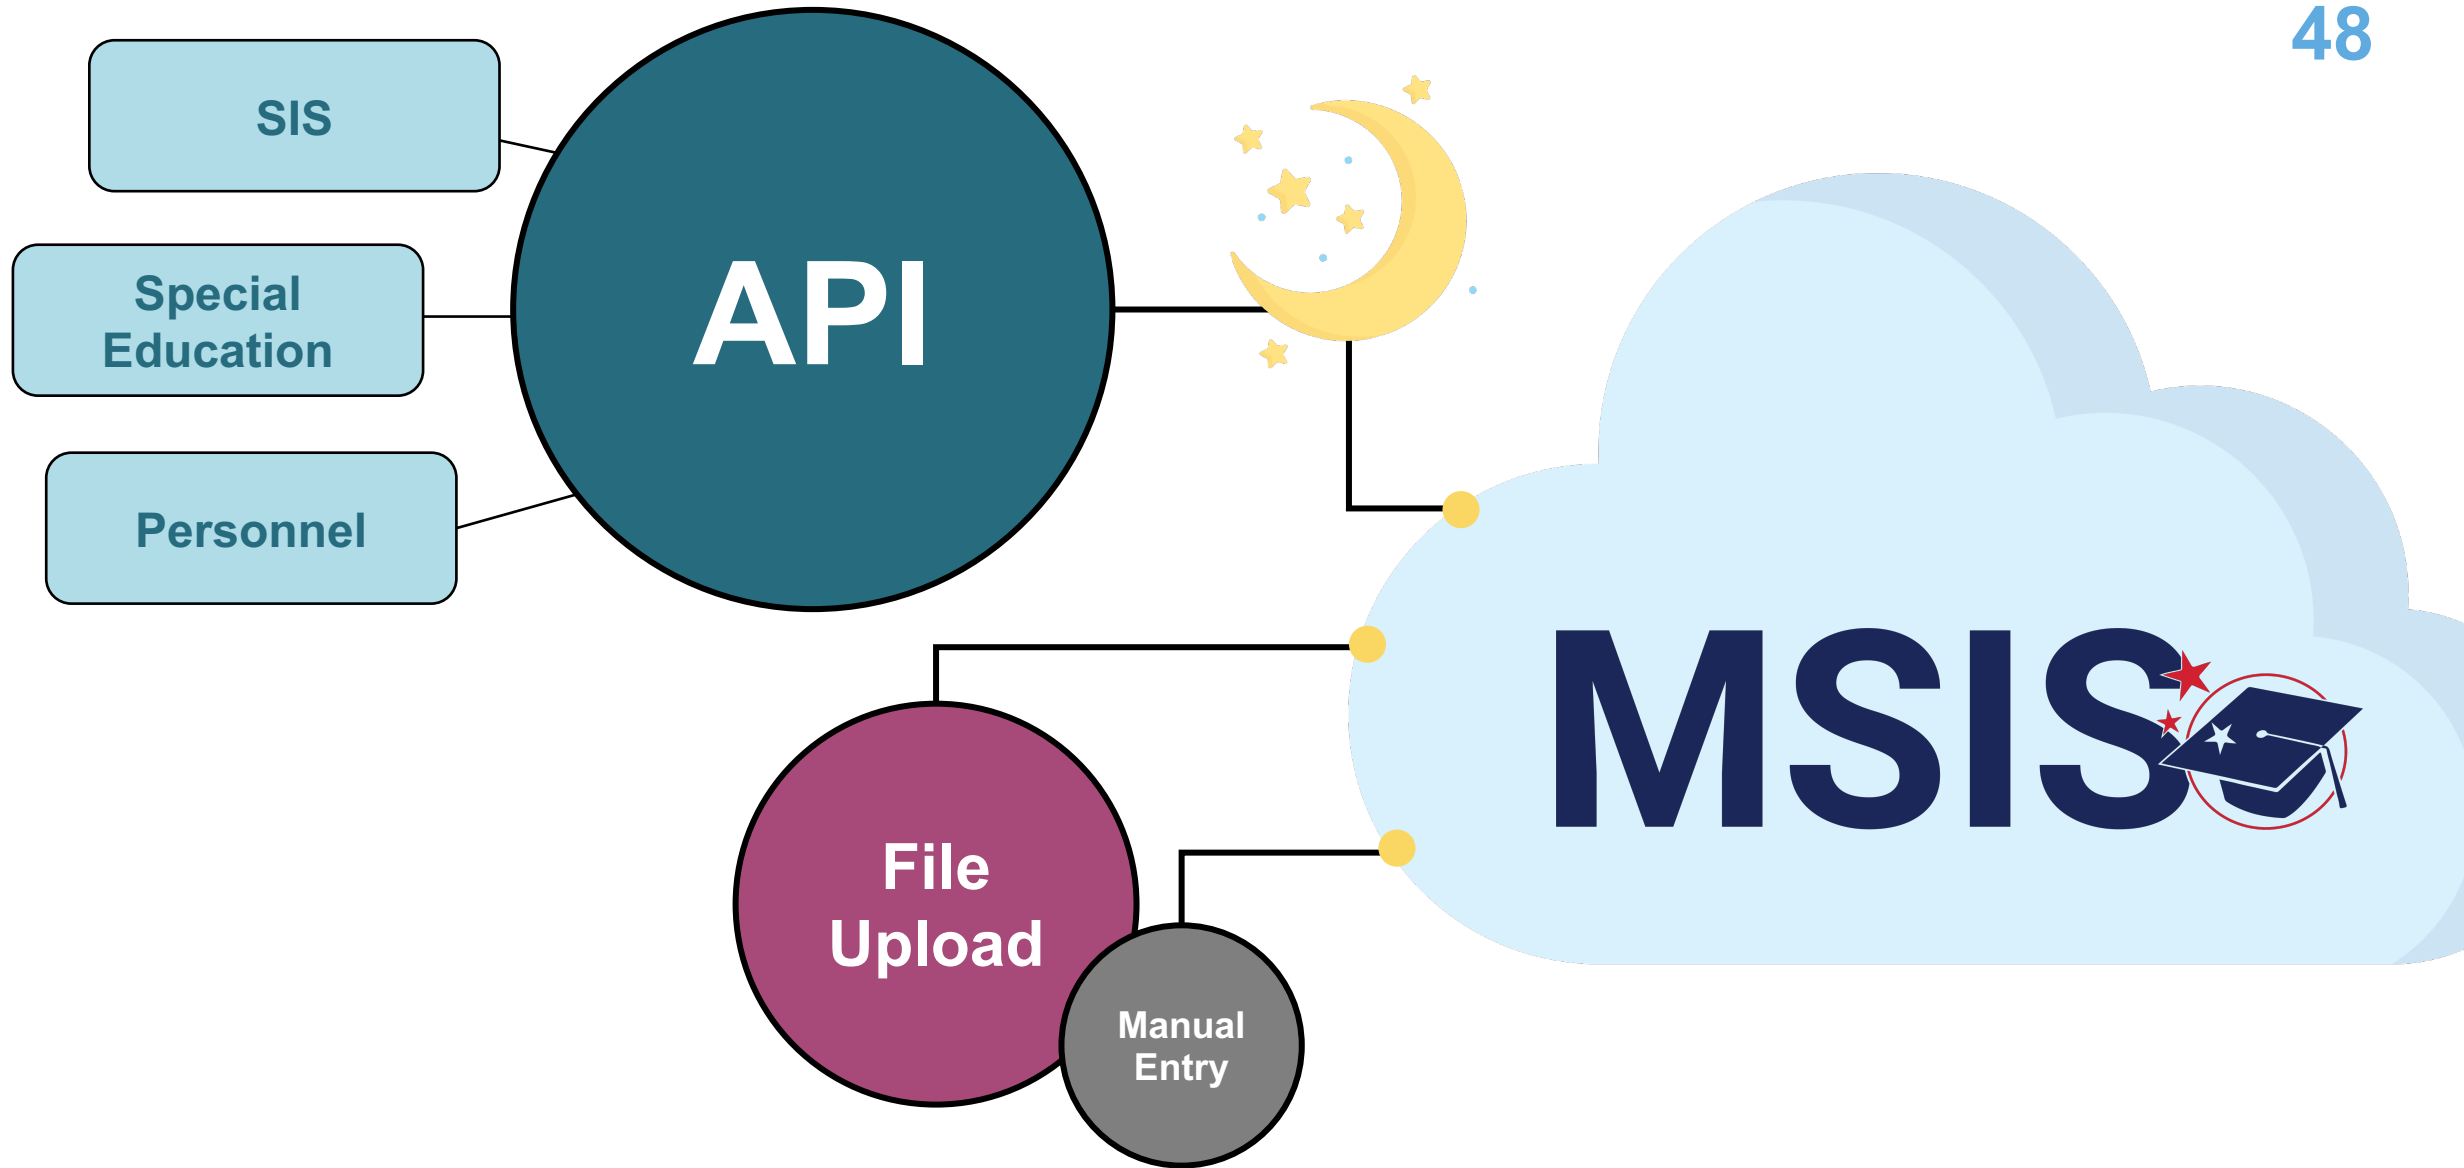 48
SIS
Special
Education
Personnel
API
MSIS
File
Upload
Manual
Entry